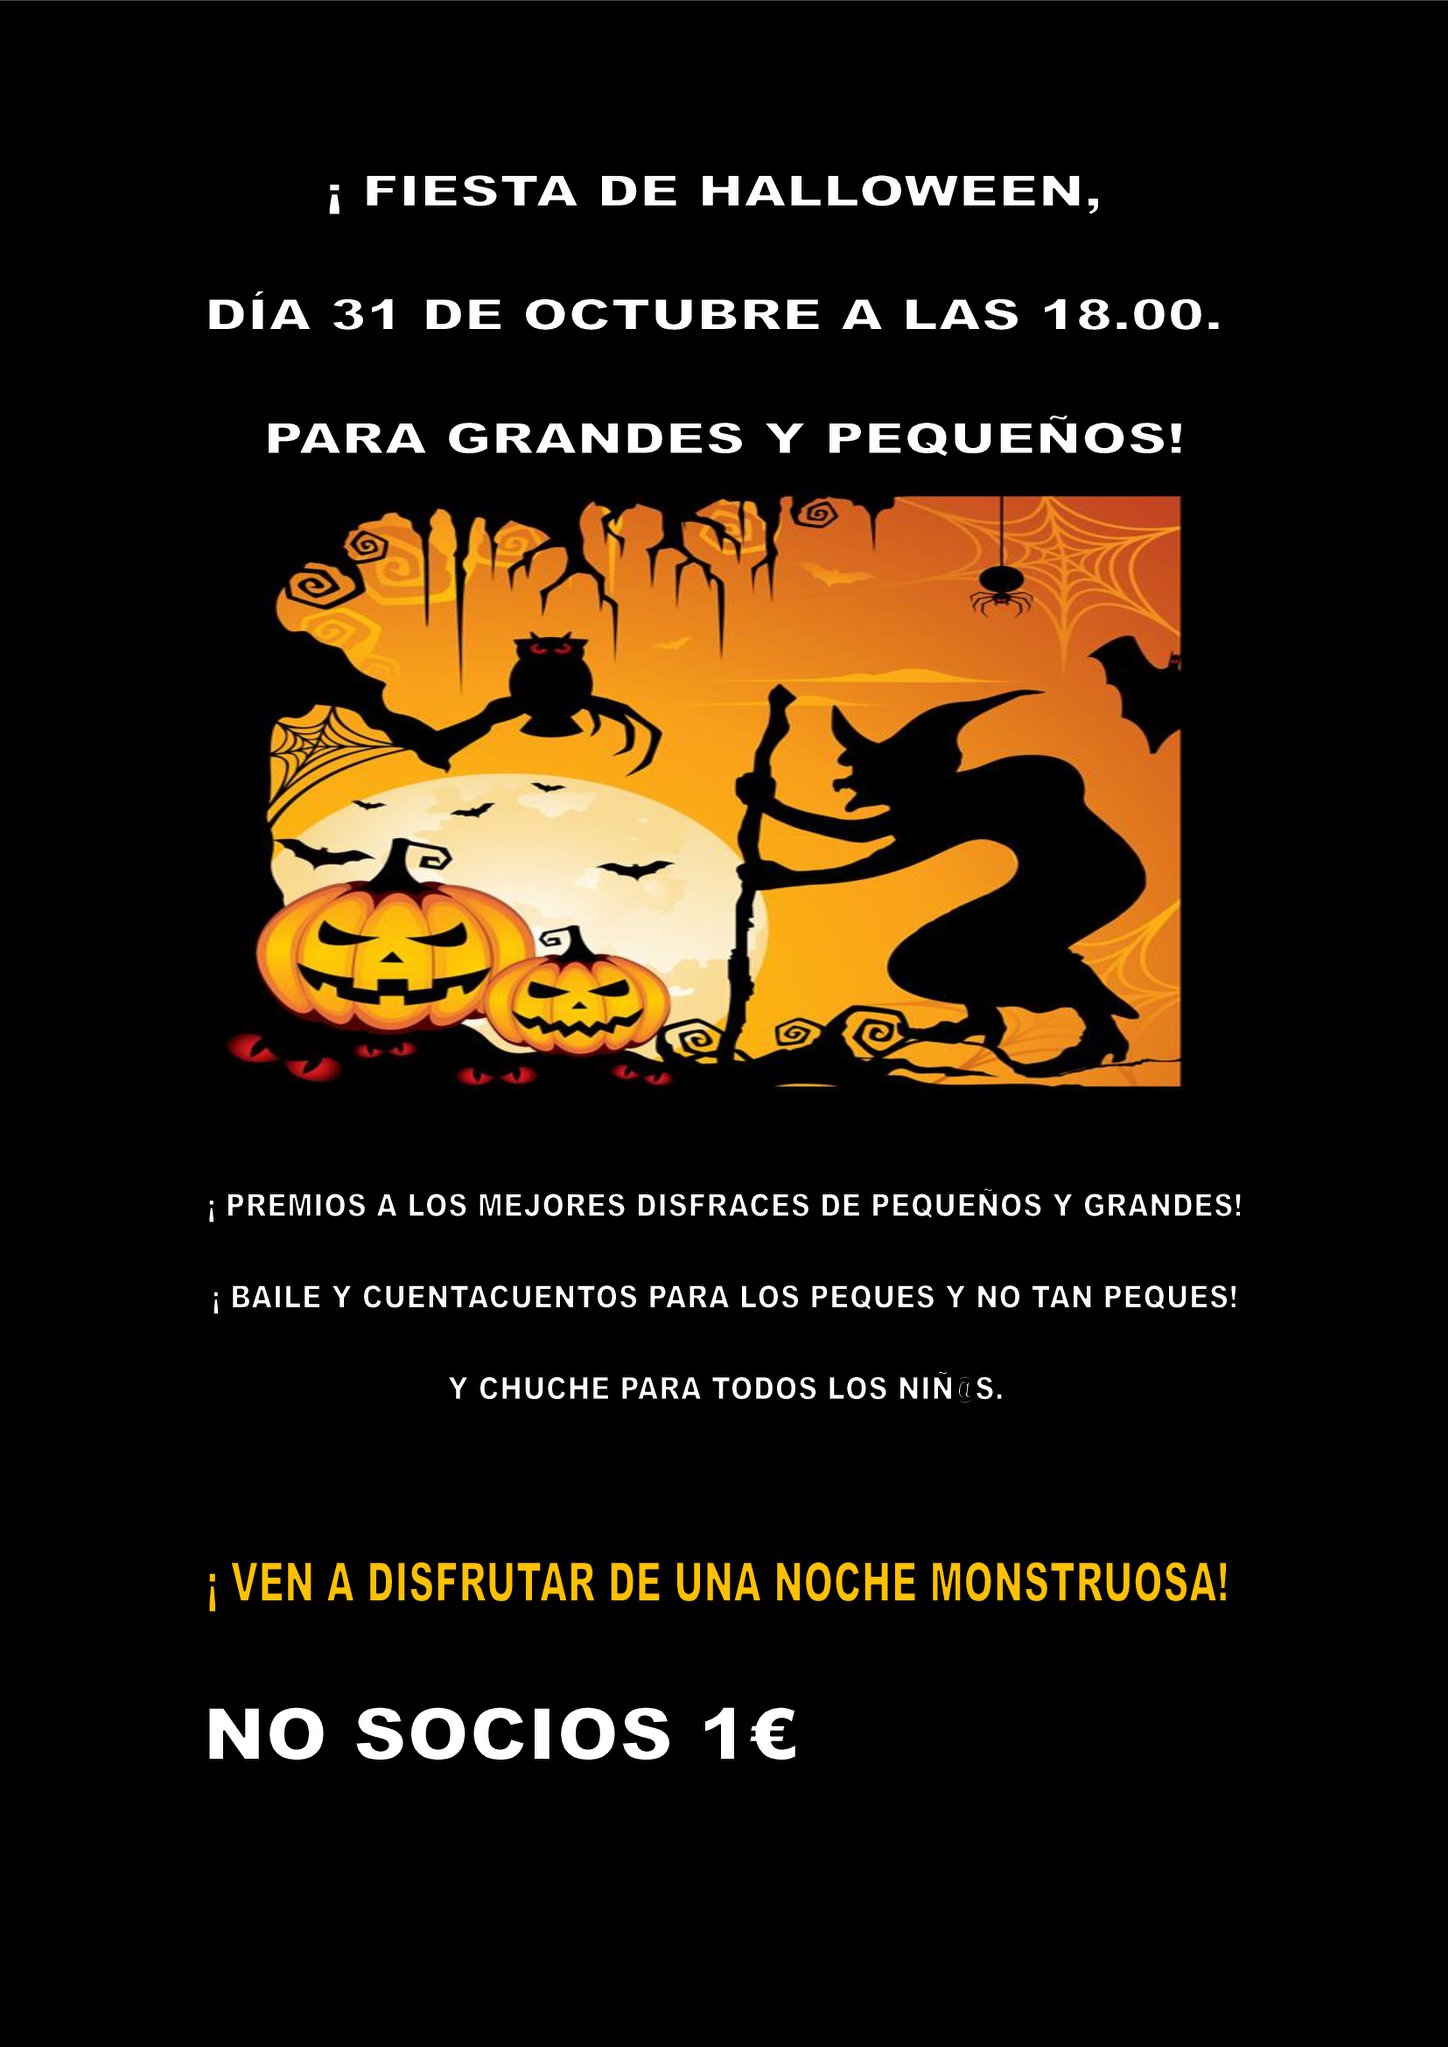 ¡ FIESTA DE HALLOWEEN,
DÍA 31 DE OCTUBRE A LAS 18.00.
PARA GRANDES Y PEQUEÑOS!
¡ PREMIOS A LOS MEJORES DISFRACES DE PEQUEÑOS Y GRANDES!
¡ BAILE Y CUENTACUENTOS PARA LOS PEQUES Y NO TAN PEQUES!
Y CHUCHE PARA TODOS LOS NIÑ@S.
¡ VEN A DISFRUTAR DE UNA NOCHE MONSTRUOSA!
NO SOCIOS 1€